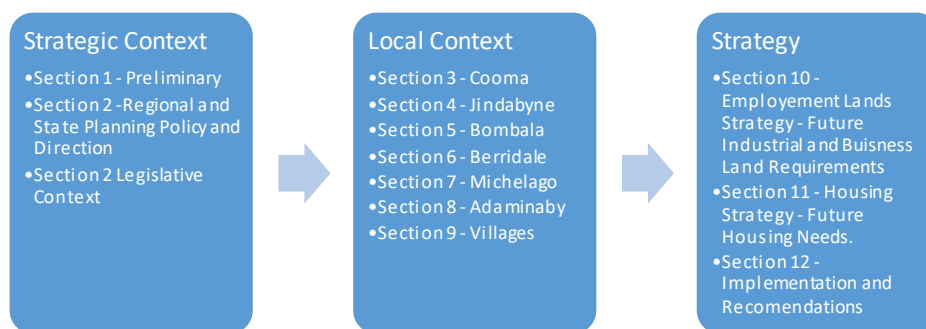 Strategic Context
•Section 1 - Preliminary
•Section 2 -Regional and
State Planning Policy and
Direction
•Section 2 Legislative
Context
Local Context
•Section 3 - Cooma
•Section 4 - Jindabyne
•Section 5 - Bombala
•Section 6 - Berridale
•Section 7 - Michelago
•Section 8 - Adaminaby
•Section 9 - Villages
Strategy
•Section 10 -
Employement Lands
Strategy - Future
Industrial and Buisness
Land Requirements
•Section 11 - Housing
Strategy - Future
Housing Needs.
•Section 12 -
Implementation and
Recomendations